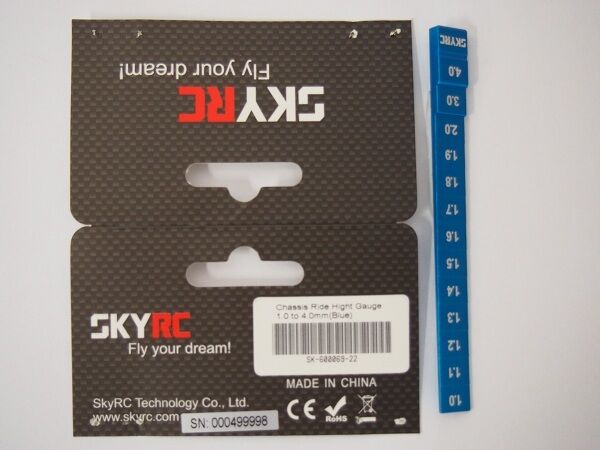 Fly your dream!
SKYRC
SKYRC
Fly your dream!
Chassis Ride Hight Gauge
1.0 to 4.0mm(Blue)
SK-600069-22
MADE IN CHINA
CE
RoHS
SkyRC Technology Co., Ltd.
www.skyrc.com
SN: 000499998
SKYRC
4.0
3.0
2.0
1.9
1.8
1.7
1.6
1.5
1.4
1.3
1.2
1.1
1.0